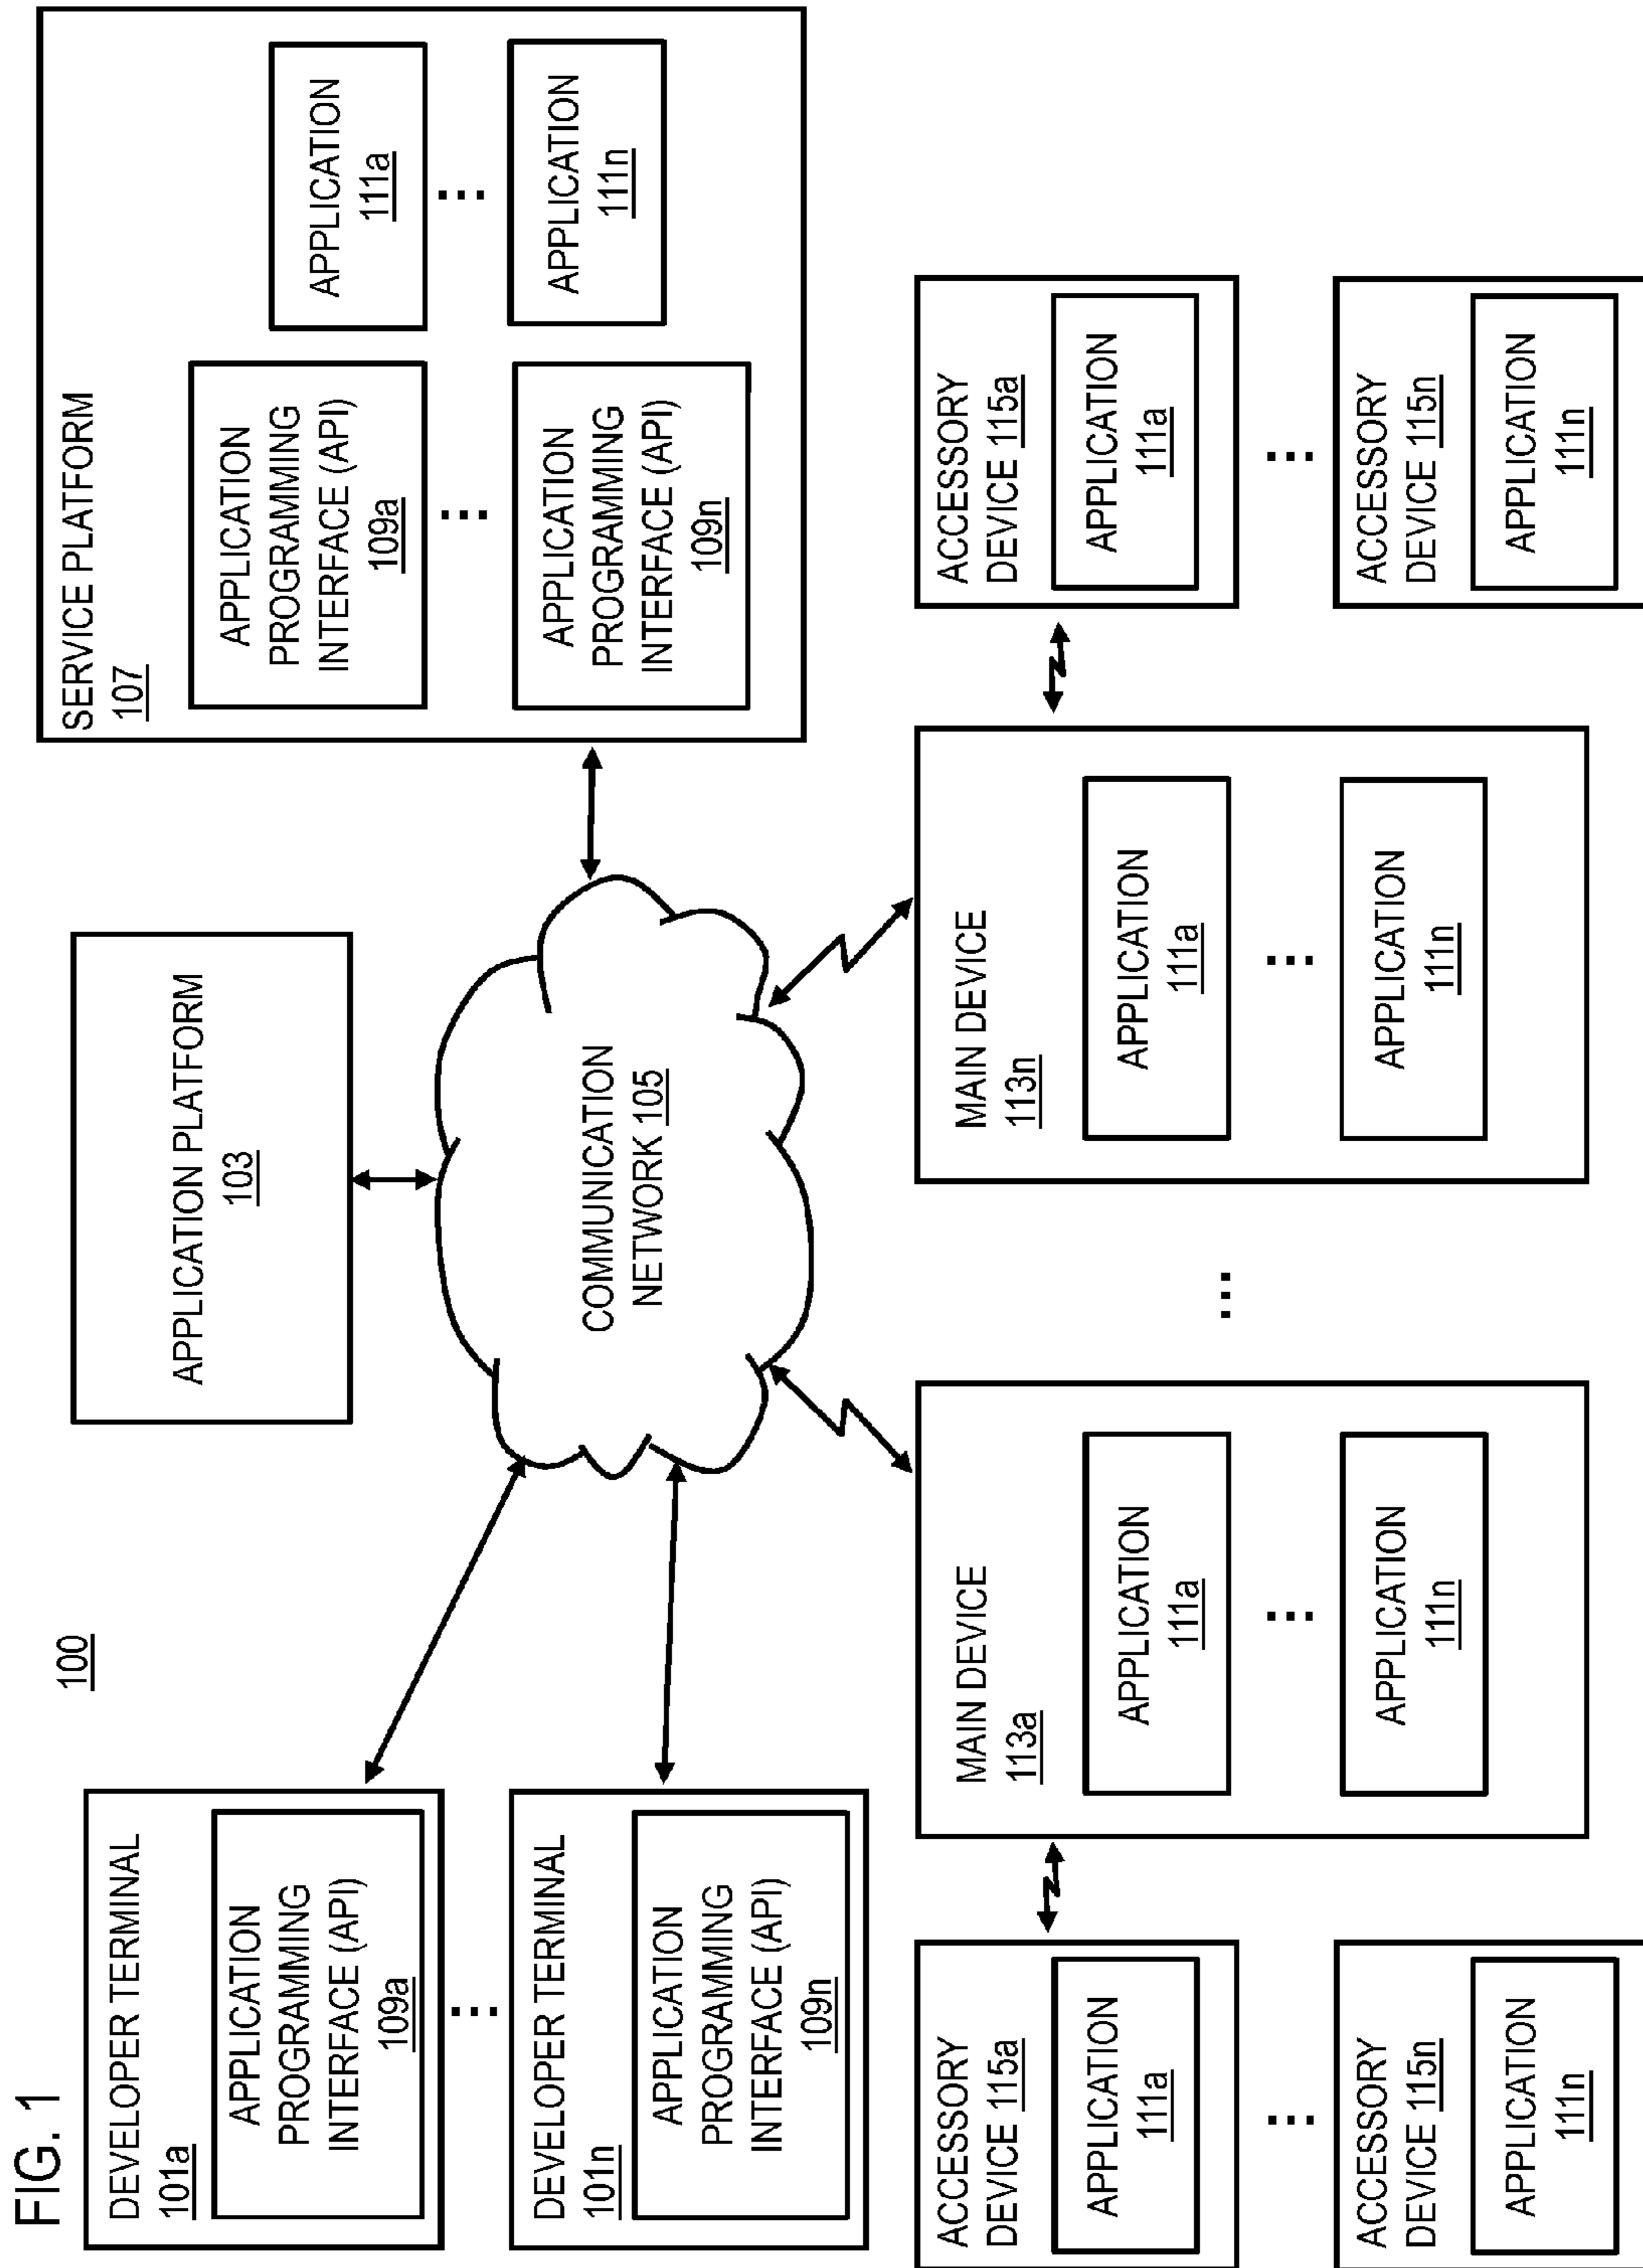 FIG. 1
100
DEVELOPER TERMINAL
101a
APPLICATION
PROGRAMMING
INTERFACE (API)
109a
...
DEVELOPER TERMINAL
101n
APPLICATION
PROGRAMMING
INTERFACE (API)
109n
APPLICATION PLATFORM
103
COMMUNICATION
NETWORK 105
SERVICE PLATFORM
107
APPLICATION
PROGRAMMING
INTERFACE (API)
109a
...
APPLICATION
PROGRAMMING
INTERFACE (API)
109n
APPLICATION
111a
...
APPLICATION
111n
ACCESSORY
DEVICE 115a
APPLICATION
111a
...
ACCESSORY
DEVICE 115n
APPLICATION
111n
MAIN DEVICE
113a
APPLICATION
111a
...
APPLICATION
111n
...
MAIN DEVICE
113n
APPLICATION
111a
...
APPLICATION
111n
ACCESSORY
DEVICE 115a
APPLICATION
111a
...
ACCESSORY
DEVICE 115n
APPLICATION
111n